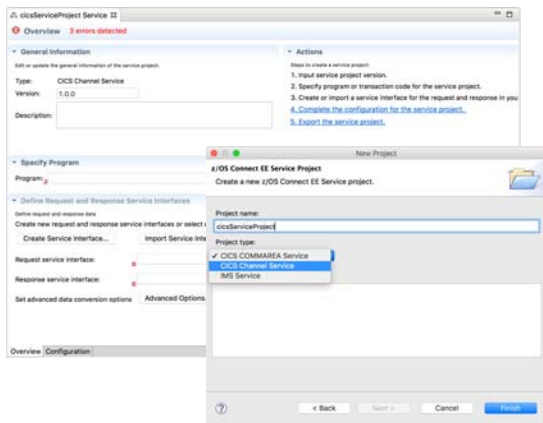 cicsServiceProject Service
Overview 3 errors detected
General Information
Edit or update the general information of the service project.
Type: CICS Channel Service
Version: 1.0.0
Description:
Actions
Steps to create a service project
1. Input service project version.
2. Specify program or transaction code for the service project.
3. Create or import a service interface for the request and response in you
4. Complete the configuration for the service project.
5. Export the service project.
Specify Program
Program:
Define Request and Response Service Interfaces
Define request and response data
Create new request and response service interfaces or select
Create Service Interface... Import Service Inte
Request service interface:
Response service interface:
Set advanced data conversion options Advanced Options.
Overview Configuration
New Project
z/OS Connect EE Service Project
Create a new z/OS Connect EE Service project.
Project name:
cicsServiceProject
Project type:
✓ CICS COMMAREA Service
CICS Channel Service
IMS Service
? < Back Next > Cancel Finish